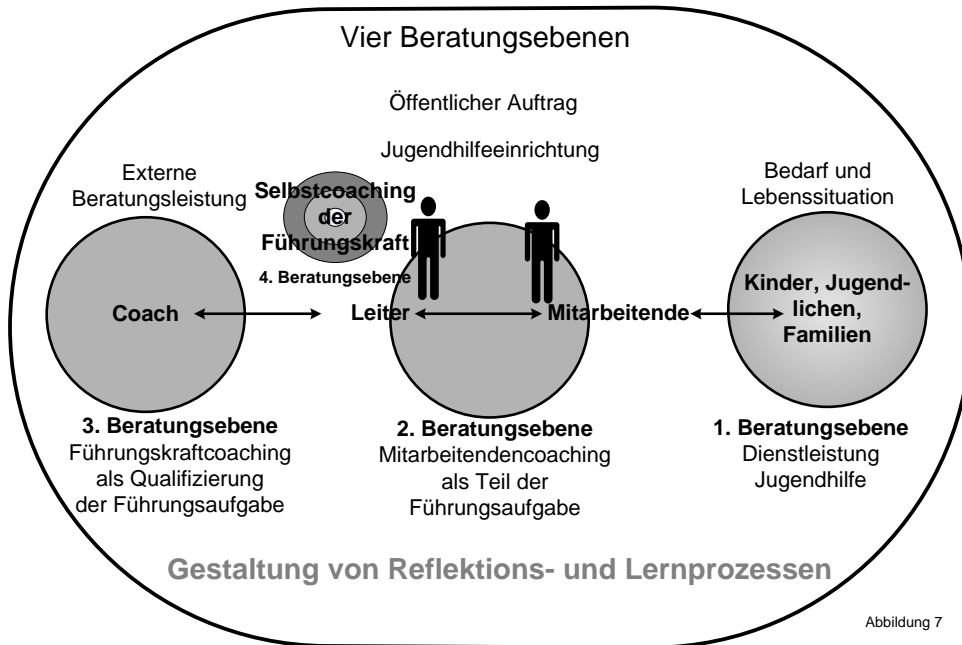 Vier Beratungsebenen
Öffentlicher Auftrag
Jugendhilfeeinrichtung
Externe
Beratungsleistung
Selbstcoaching
der
Führungskraft
4. Beratungsebene
Bedarf und
Lebenssituation
Coach
Leiter
Mitarbeitende
Kinder, Jugend-
lichen,
Familien
3. Beratungsebene
Führungskraftcoaching
als Qualifizierung
der Führungsaufgabe
2. Beratungsebene
Mitarbeitendencoaching
als Teil der
Führungsaufgabe
1. Beratungsebene
Dienstleistung
Jugendhilfe
Gestaltung von Reflektions- und Lernprozessen
Abbildung 7